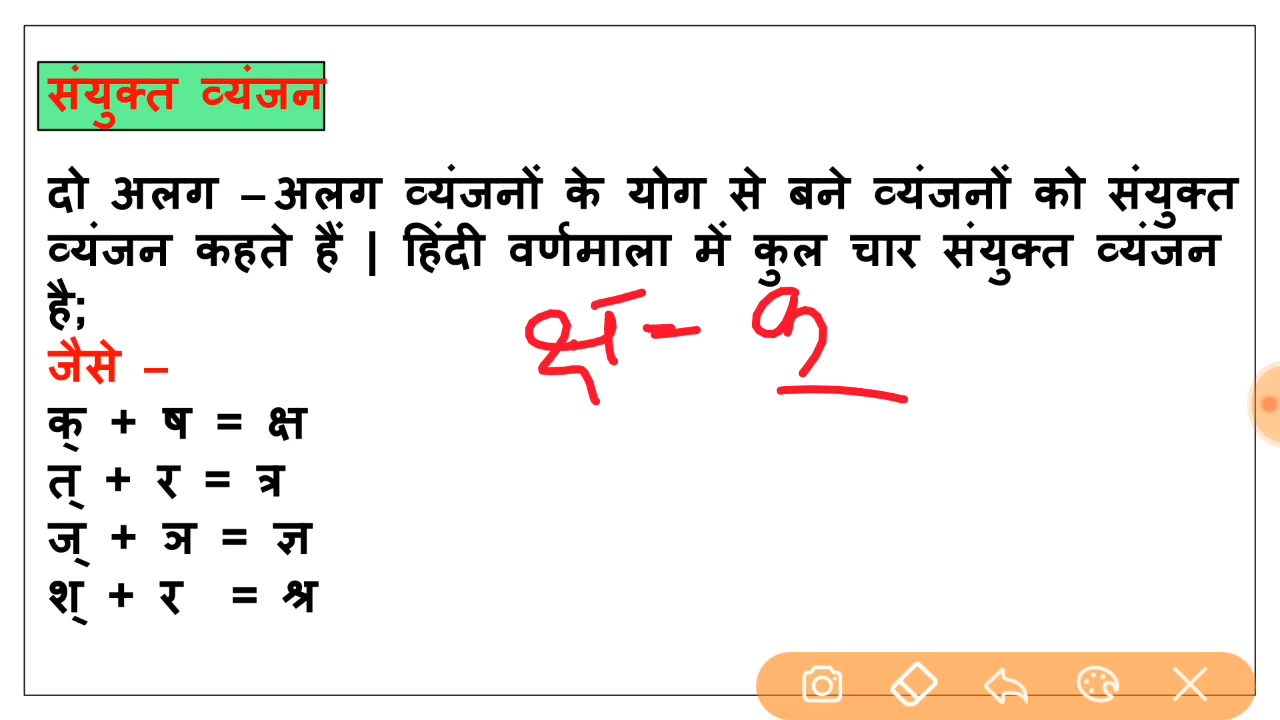 संयुक्त व्यंजन
दो अलग –अलग व्यंजनों के योग से बने व्यंजनों को संयुक्त
व्यंजन कहते हैं | हिंदी वर्णमाला में कुल चार संयुक्त व्यंजन
है;
क्ष –
जैसे –
क् + ष = क्ष
त् + र = त्र
ज् + ञ = ज्ञ
श् + र = श्र